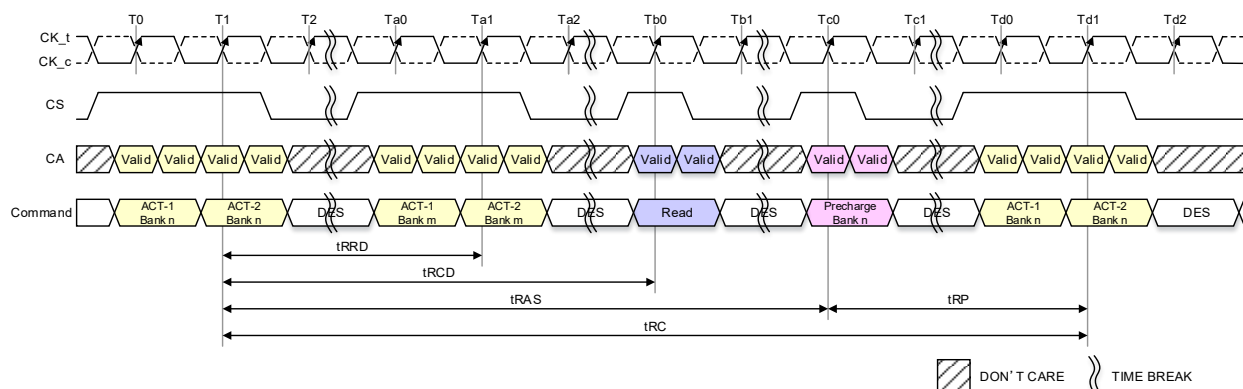 T0 T1 T2 Ta0 Ta1 Ta2 Tb0 Tb1 Tc0 Tc1 Td0 Td1 Td2
CK_t
CK_c
CS
CA Valid Valid Valid Valid Valid Valid Valid Valid Valid Valid Valid Valid Valid Valid Valid Valid
Command ACT-1 Bank n ACT-2 Bank n DES ACT-1 Bank m ACT-2 Bank m DES Read DES Precharge Bank n DES ACT-1 Bank n ACT-2 Bank n DES
tRRD
tRCD
tRAS tRP
tRC
DON'T CARE TIME BREAK